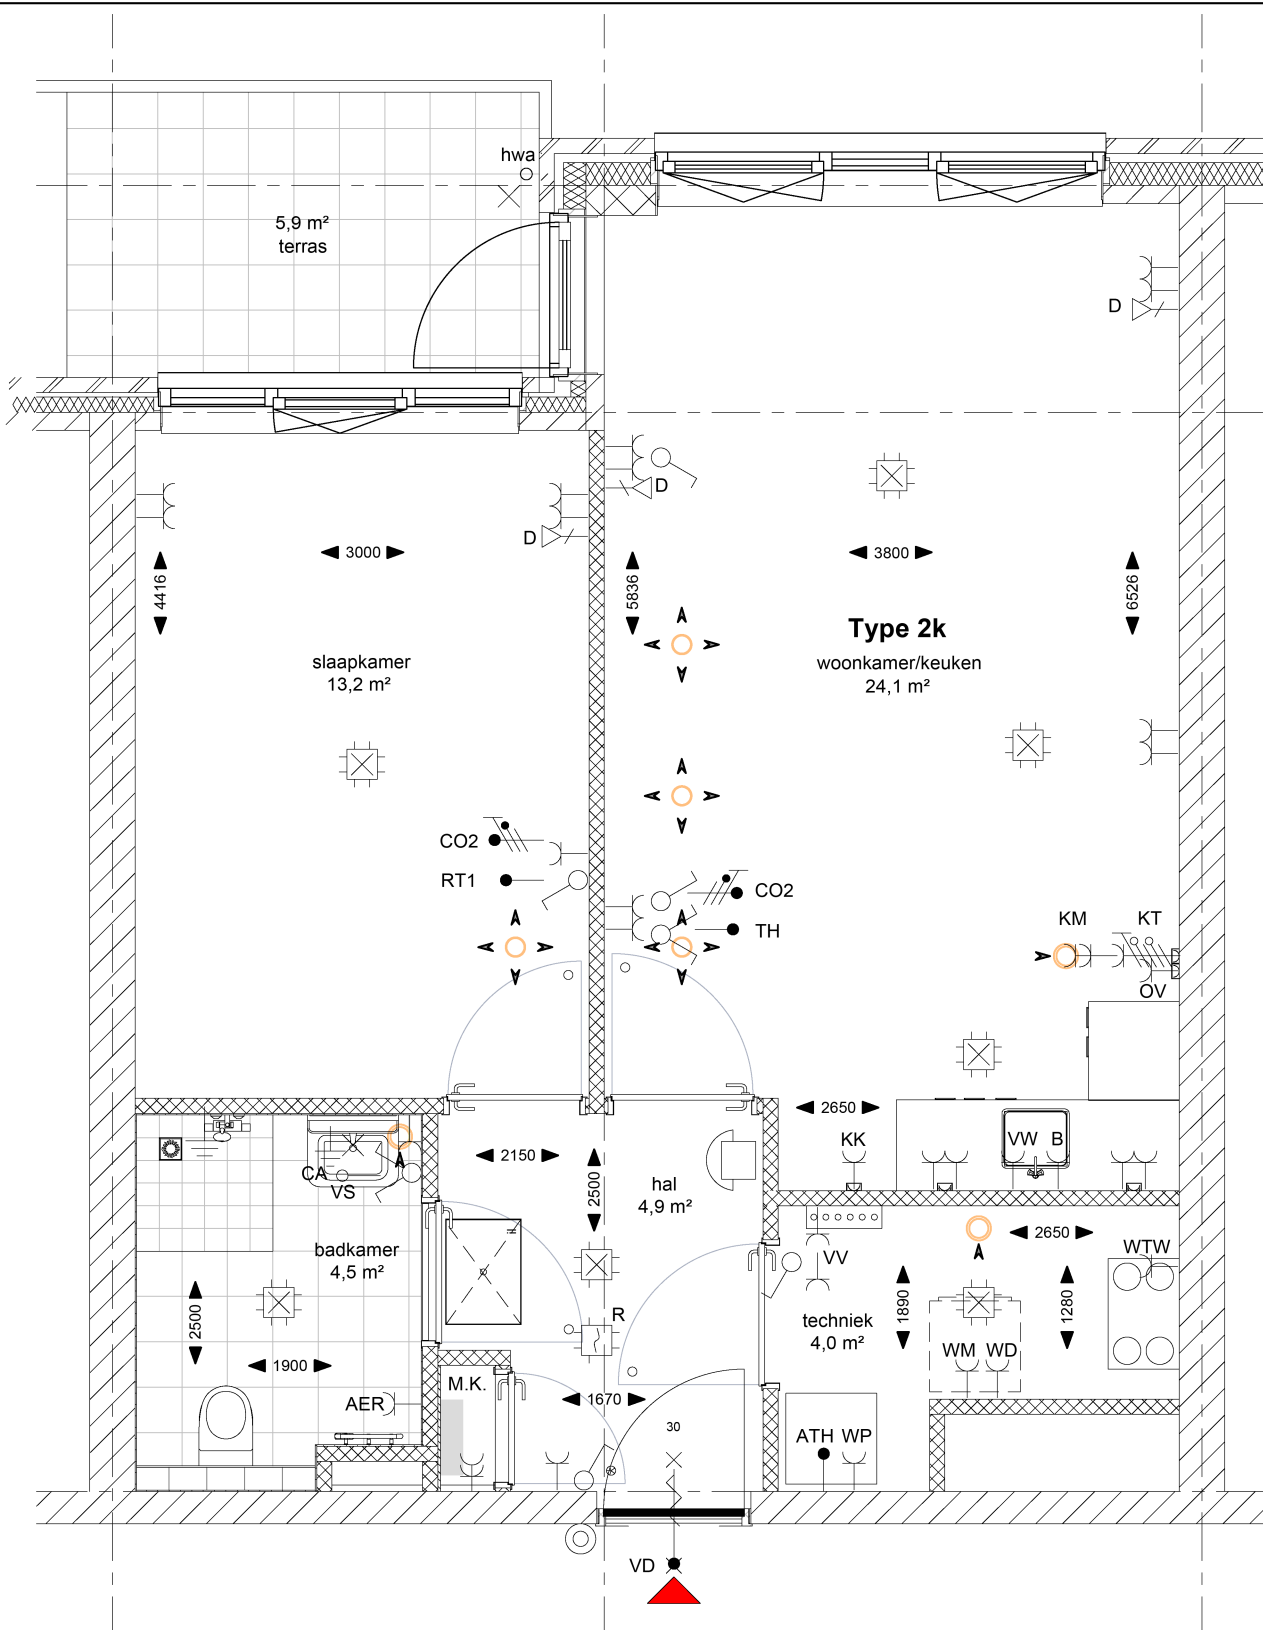 hwa
5,9 m²
terras
D
D
D
3000
3800
4416
5836
6526
Type 2k
slaapkamer
13,2 m²
woonkamer/keuken
24,1 m²
CO2
RT1
CO2
TH
KM
KT
OV
2650
KK
VW
B
2150
2500
hal
4,9 m²
CA
VS
badkamer
4,5 m²
2500
1900
AER
R
VV
2650
WTW
1890
1280
techniek
4,0 m²
WM
WD
M.K.
1670
30
ATH
WP
VD